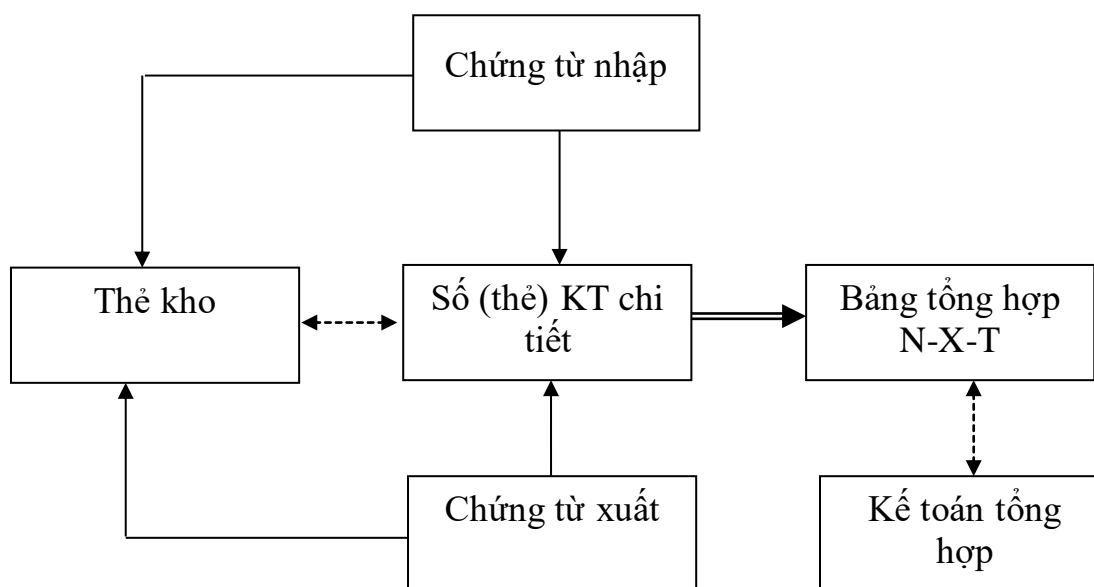 Chứng từ nhập
Thẻ kho
Số (thẻ) KT chi
tiết
Bảng tổng hợp
N-X-T
Chứng từ xuất
Kế toán tổng
hợp